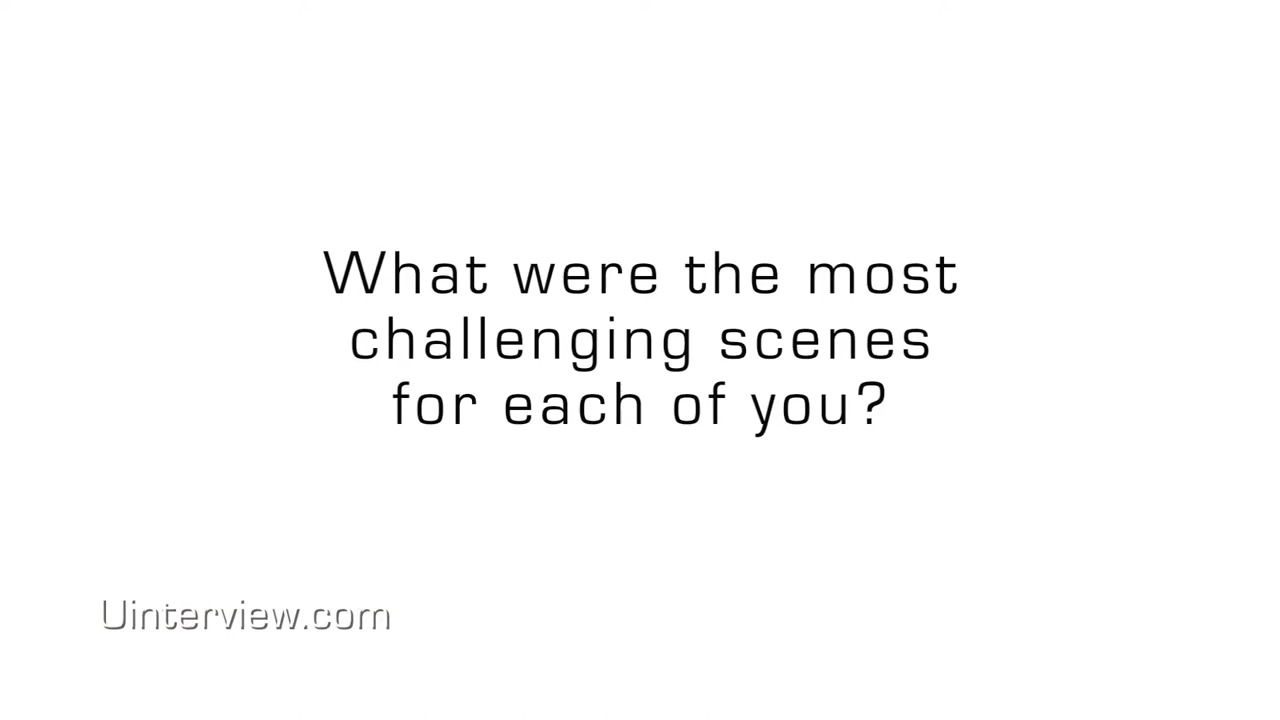 What were the most
challenging scenes
for each of you?
Uinterview.com